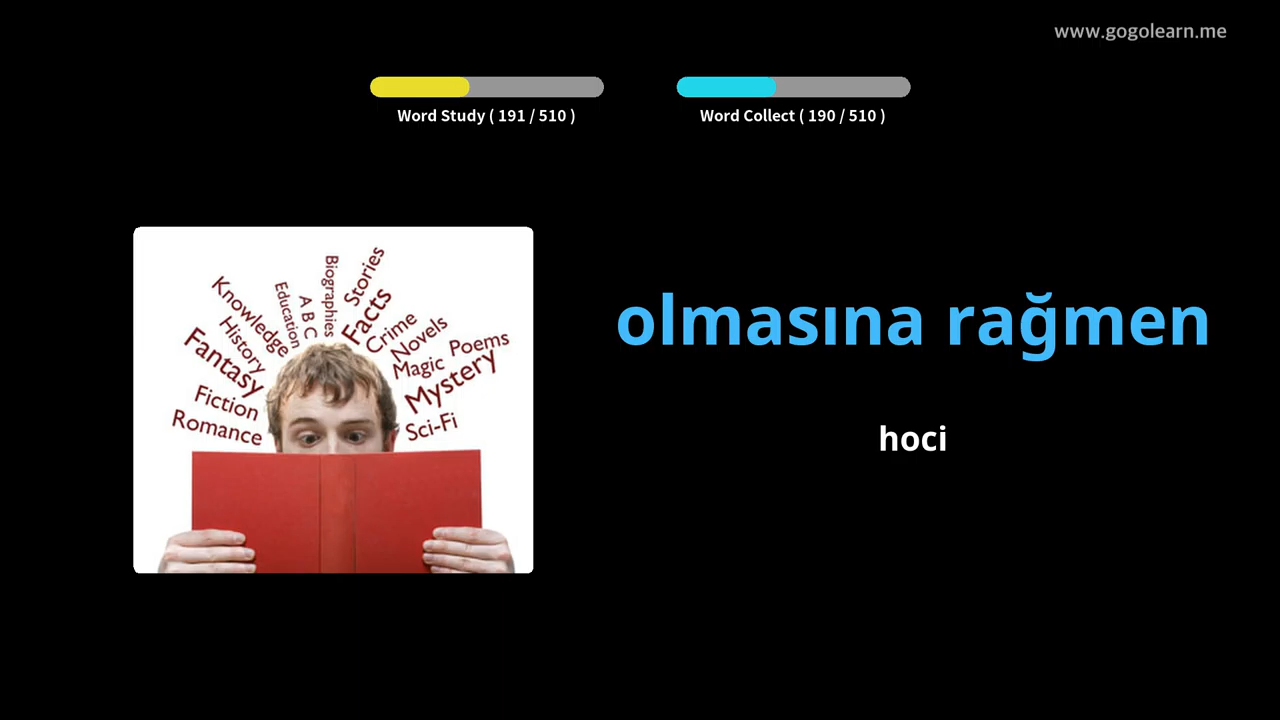 www.gogolearn.me
Word Study ( 191 / 510 )
Word Collect ( 190 / 510 )
Knowledge
Education
A B C
Biographies
Stories
Facts
Crime
Novels
Poems
Magic
Mystery
Sci-Fi
History
Fantasy
Fiction
Romance
olmasına rağmen
hoci